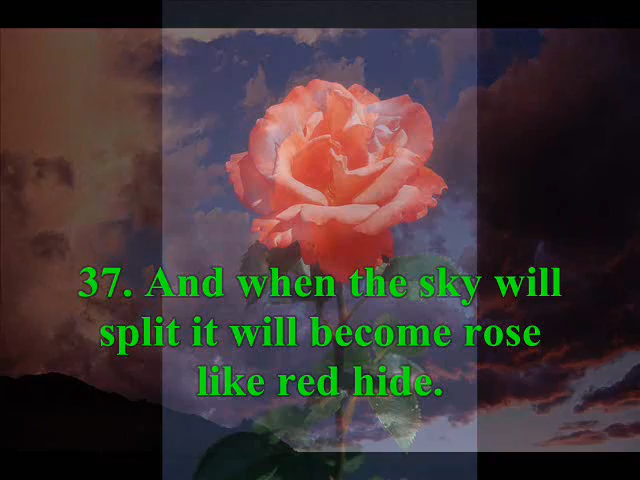 37. And when the sky will
split it will become rose
like red hide.